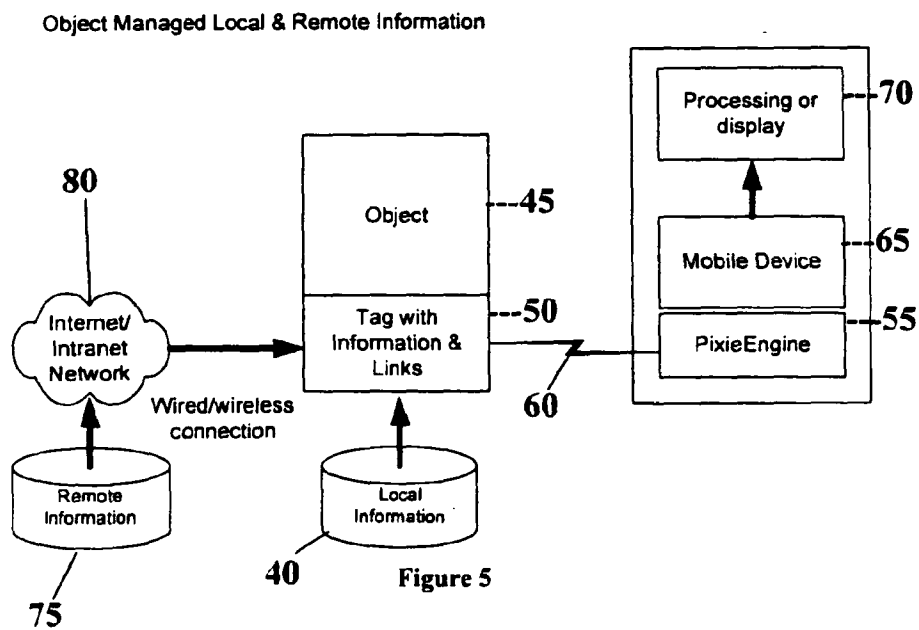 Object Managed Local & Remote Information
80
Internet/
Intranet
Network
Wired/wireless
connection
Remote
Information
75
Object
45
Tag with
Information &
Links
50
Local
Information
40
60
Processing or
display
70
Mobile Device
65
PixieEngine
55
Figure 5